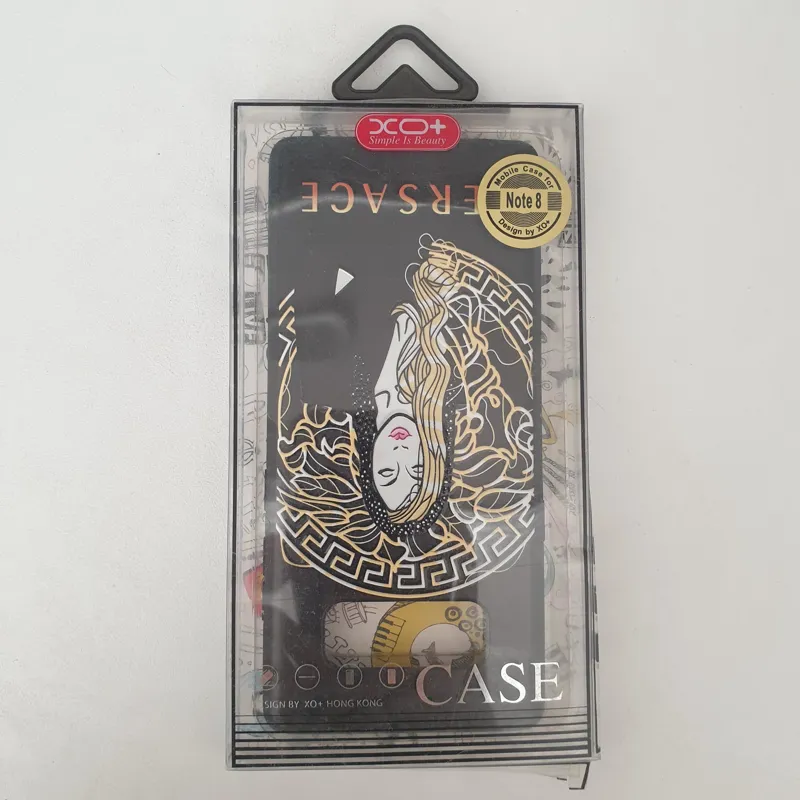 XO+
Simple Is Beauty
Mobile Case for
Note 8
Design by XO+
ERSACE
CASE
SIGN BY XO+ HONG KONG